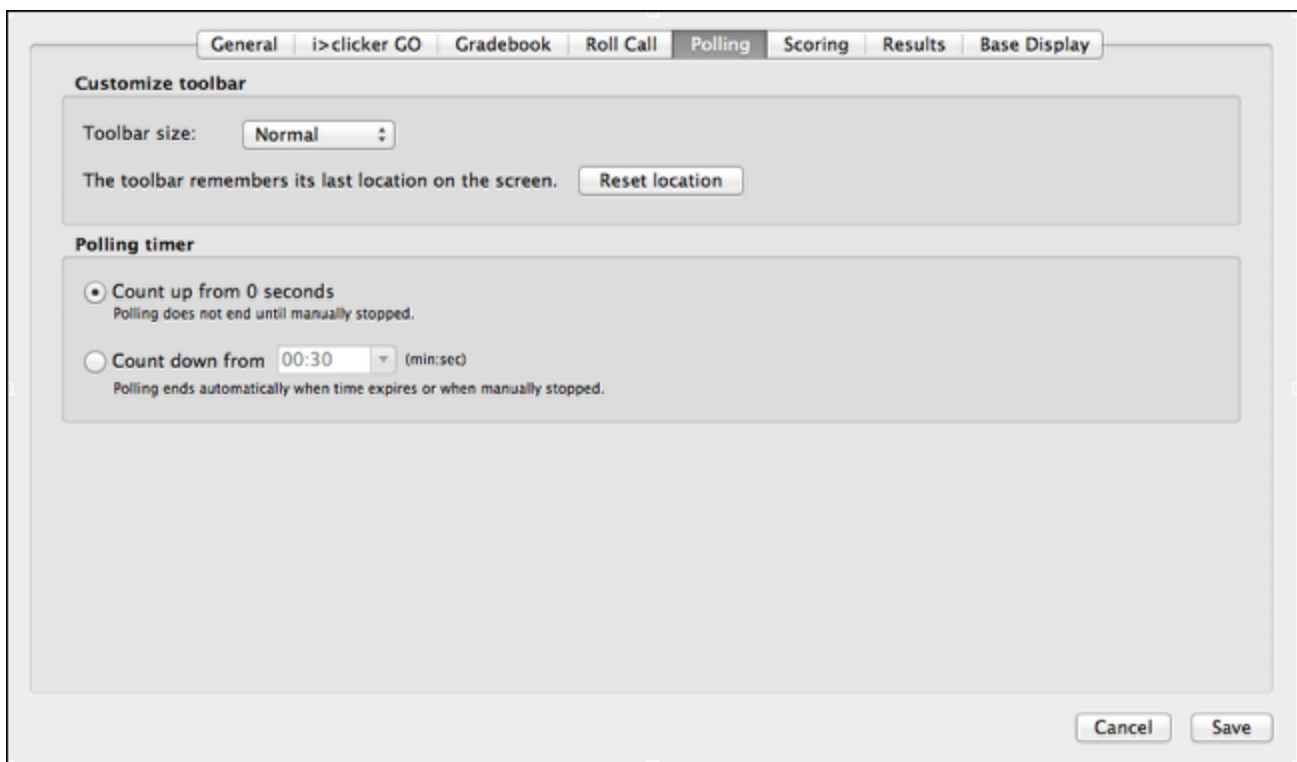 General i>clicker GO Gradebook Roll Call Polling Scoring Results Base Display
Customize toolbar
Toolbar size: Normal
The toolbar remembers its last location on the screen. Reset location
Polling timer
Count up from 0 seconds
Polling does not end until manually stopped.
Count down from 00:30 (min:sec)
Polling ends automatically when time expires or when manually stopped.
Cancel Save